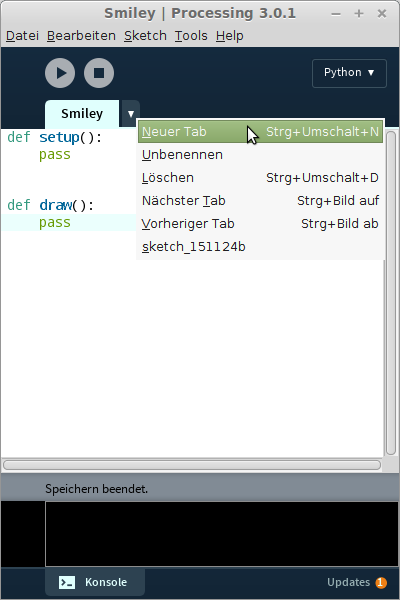 Smiley | Processing 3.0.1
Datei Bearbeiten Sketch Tools Help
Python ▾
Smiley ▾
def setup():
    pass
def draw():
    pass
Neuer Tab Strg+Umschalt+N
Unbenennen
Löschen Strg+Umschalt+D
Nächster Tab Strg+Bild auf
Vorheriger Tab Strg+Bild ab
sketch_151124b
Speichern beendet.
Konsole
Updates 1